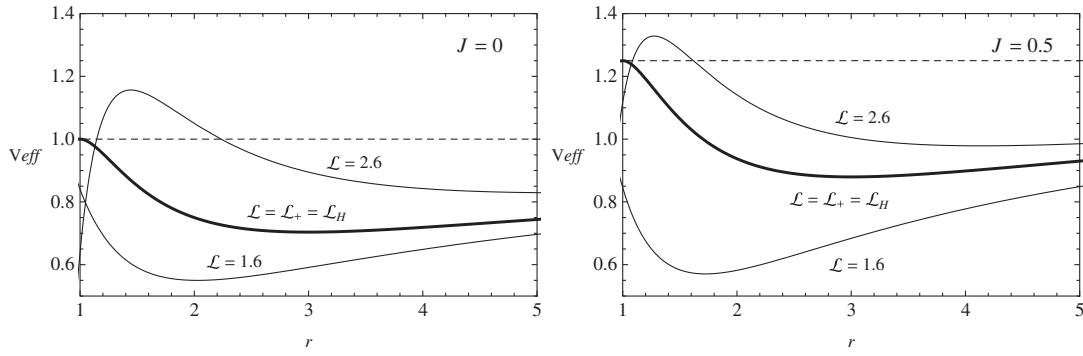 1.4
1.2
1.0
0.8
0.6
Veff
1 2 3 4 5
r
J = 0
ℒ = 2.6
ℒ = ℒ₊ = ℒ_H
ℒ = 1.6
1.4
1.2
1.0
0.8
0.6
Veff
1 2 3 4 5
r
J = 0.5
ℒ = 2.6
ℒ = ℒ₊ = ℒ_H
ℒ = 1.6